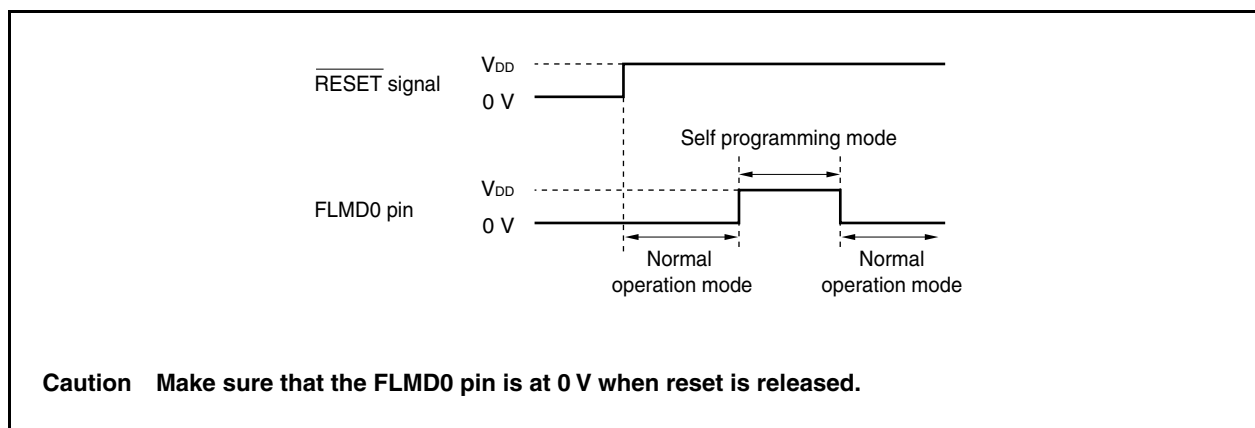 VDD
RESET signal
0 V
Self programming mode
VDD
FLMD0 pin
0 V
Normal
operation mode
Normal
operation mode
Caution Make sure that the FLMD0 pin is at 0 V when reset is released.